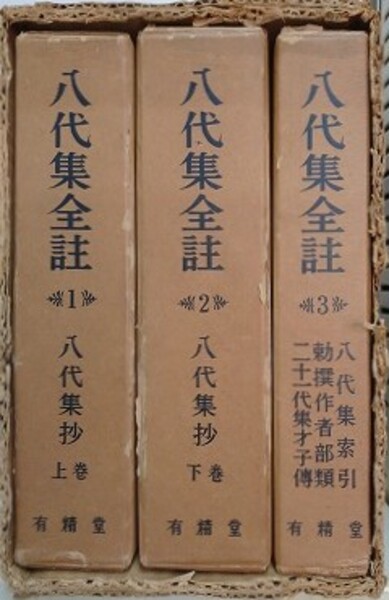 八代集全註
1
八代集抄
上巻
有精堂
八代集全註
2
八代集抄
下巻
有精堂
八代集全註
3
八代集索引
勅撰作者部類
二十一代集才子傳
有精堂